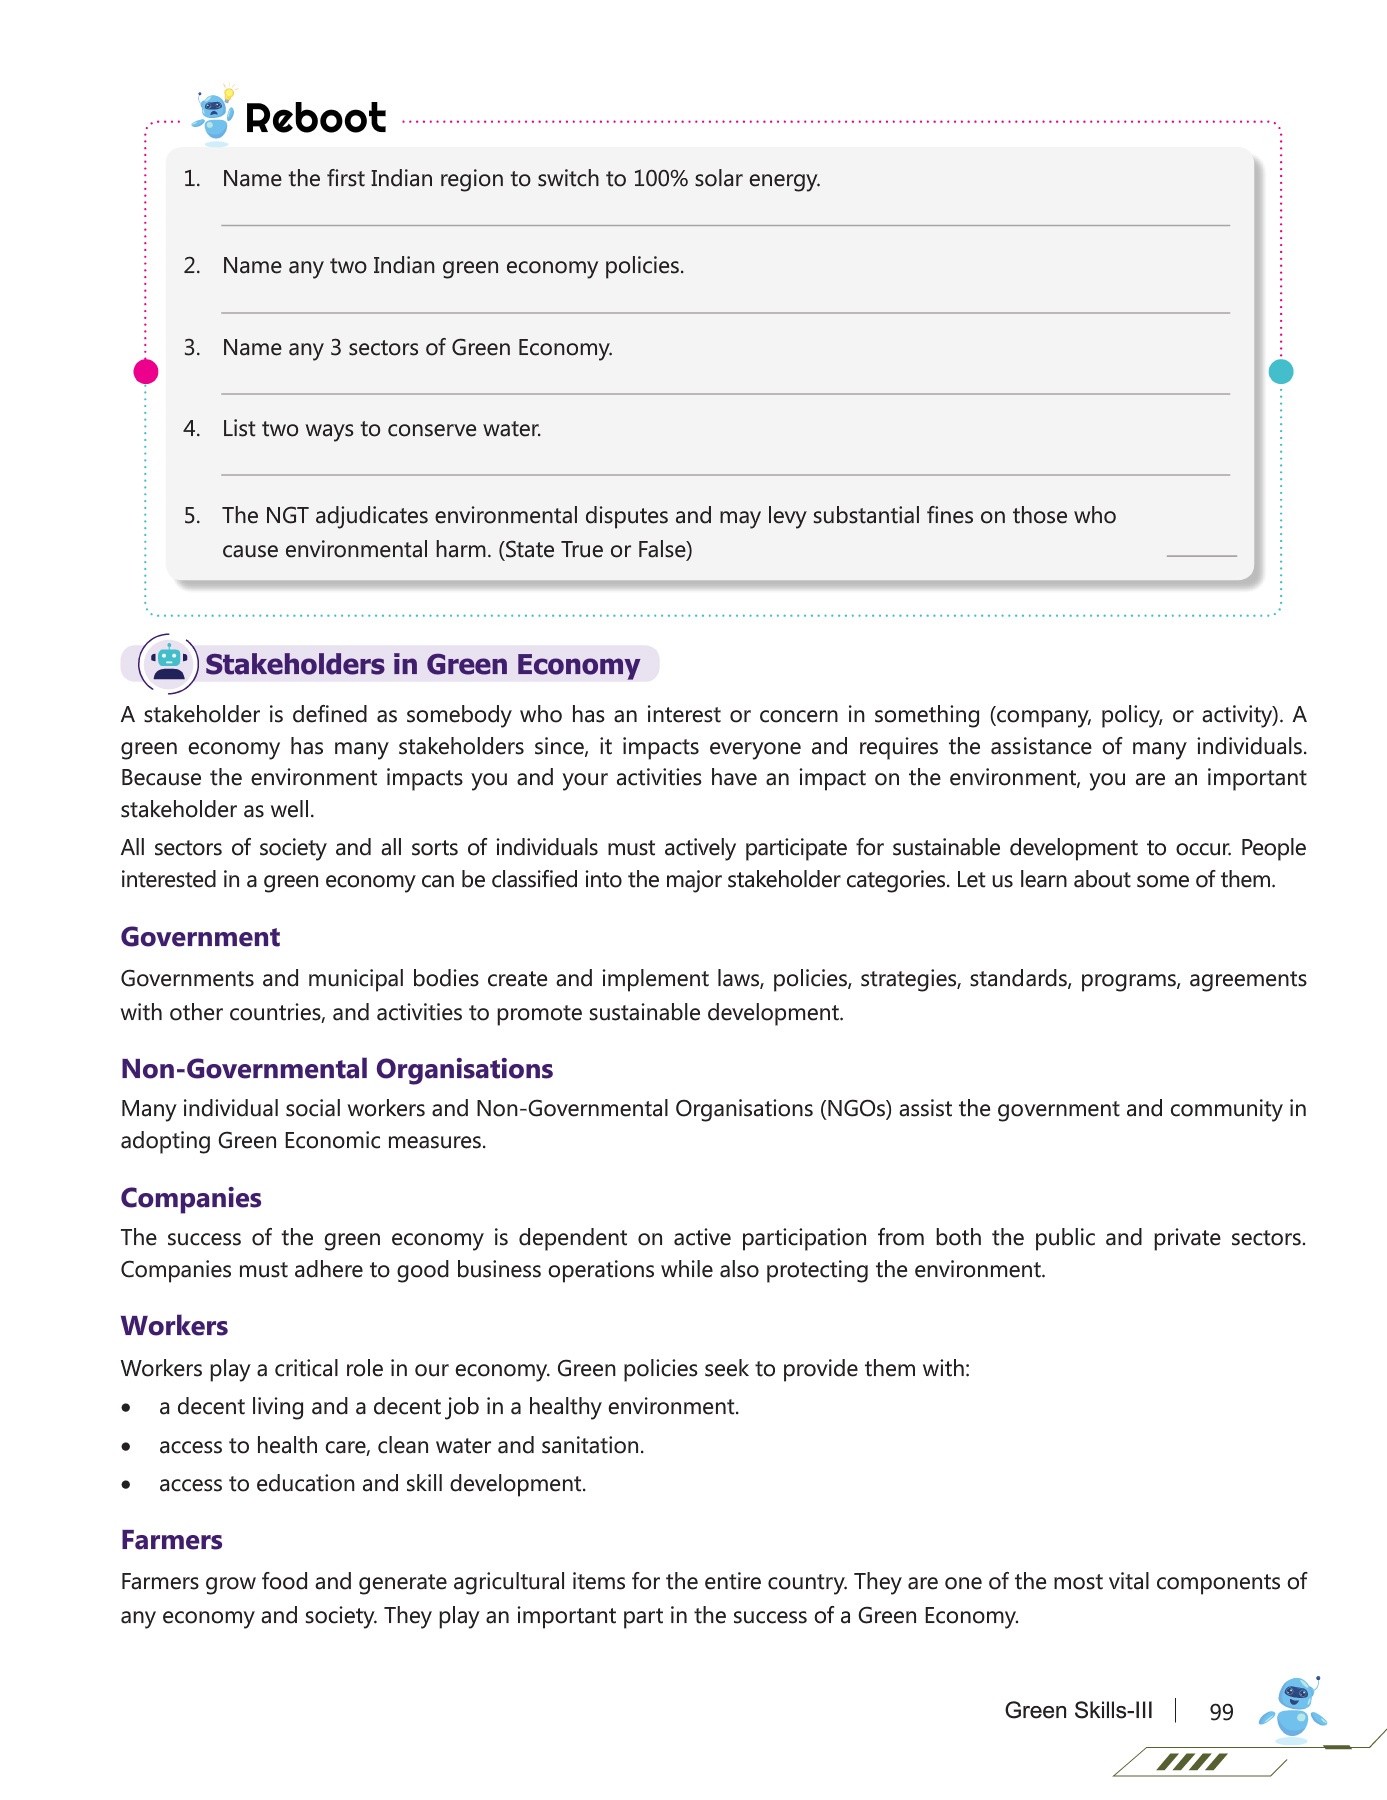 Reboot
1. Name the first Indian region to switch to 100% solar energy.
2. Name any two Indian green economy policies.
3. Name any 3 sectors of Green Economy.
4. List two ways to conserve water.
5. The NGT adjudicates environmental disputes and may levy substantial fines on those who
cause environmental harm. (State True or False)
Stakeholders in Green Economy
A stakeholder is defined as somebody who has an interest or concern in something (company, policy, or activity). A
green economy has many stakeholders since, it impacts everyone and requires the assistance of many individuals.
Because the environment impacts you and your activities have an impact on the environment, you are an important
stakeholder as well.
All sectors of society and all sorts of individuals must actively participate for sustainable development to occur. People
interested in a green economy can be classified into the major stakeholder categories. Let us learn about some of them.
Government
Governments and municipal bodies create and implement laws, policies, strategies, standards, programs, agreements
with other countries, and activities to promote sustainable development.
Non-Governmental Organisations
Many individual social workers and Non-Governmental Organisations (NGOs) assist the government and community in
adopting Green Economic measures.
Companies
The success of the green economy is dependent on active participation from both the public and private sectors.
Companies must adhere to good business operations while also protecting the environment.
Workers
Workers play a critical role in our economy. Green policies seek to provide them with:
• a decent living and a decent job in a healthy environment.
• access to health care, clean water and sanitation.
• access to education and skill development.
Farmers
Farmers grow food and generate agricultural items for the entire country. They are one of the most vital components of
any economy and society. They play an important part in the success of a Green Economy.
Green Skills-III 99